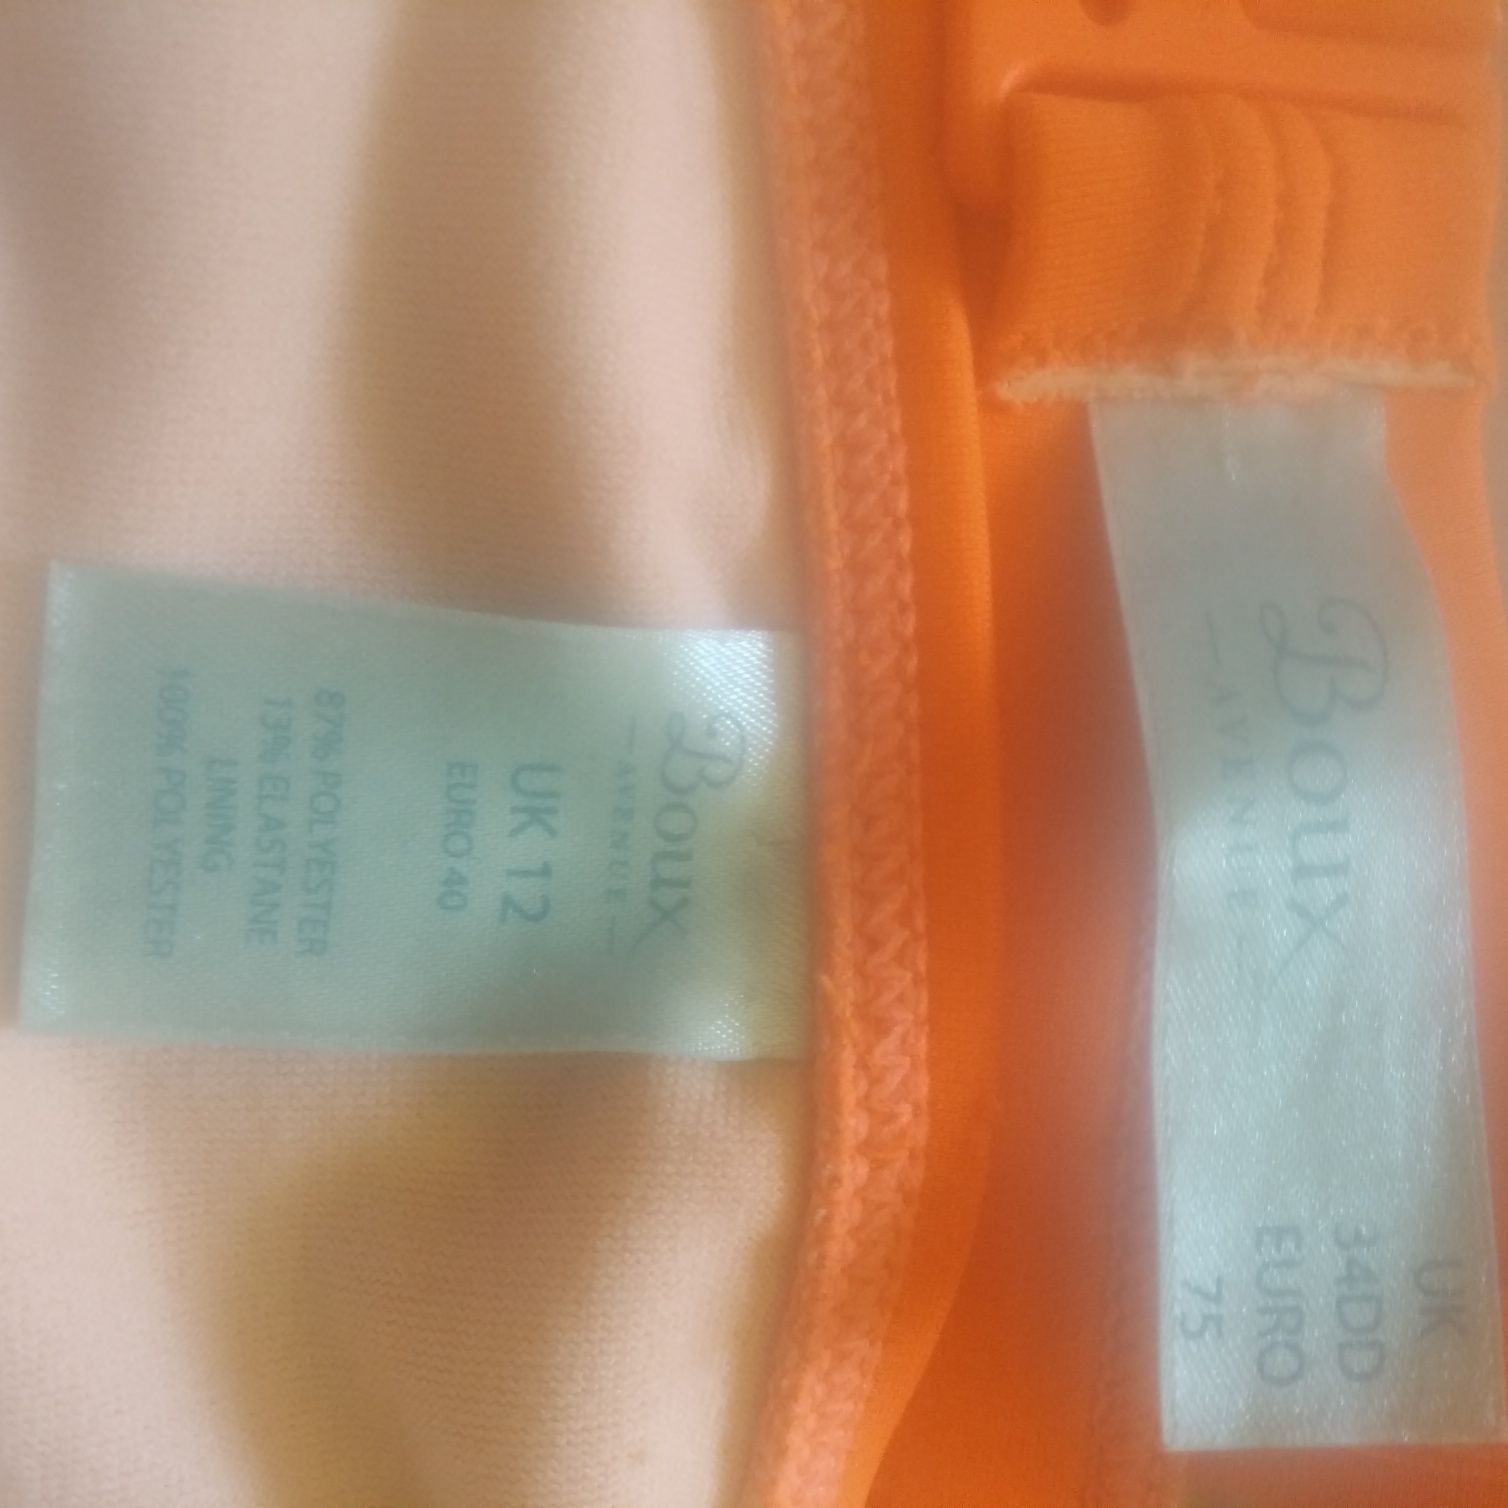 Boux
— AVENUE —
UK 12
EURO 40
87% POLYESTER
13% ELASTANE
LINING
100% POLYESTER
Boux
— AVENUE —
UK
34DD
EURO
75